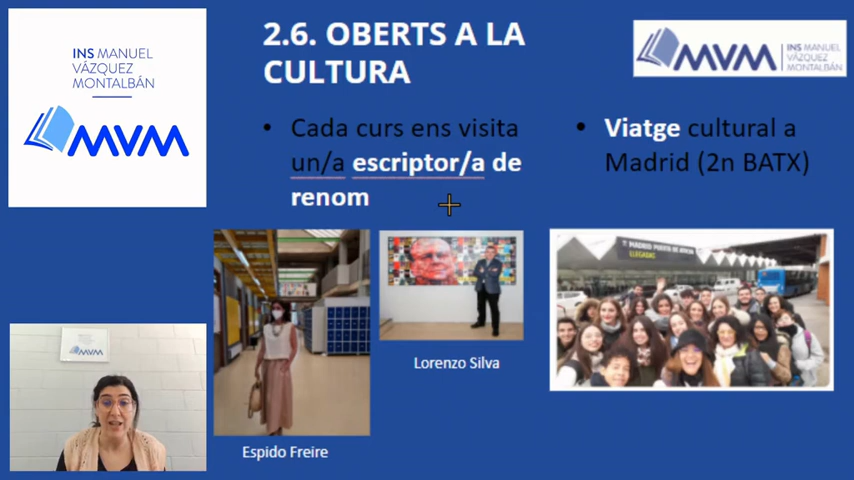 INS MANUEL
VÁZQUEZ
MONTALBÁN
MVM
2.6. OBERTS A LA
CULTURA
MVM
INS MANUEL
VÁZQUEZ
MONTALBÁN
• Cada curs ens visita
un/a escriptor/a de
renom
• Viatge cultural a
Madrid (2n BATX)
MADRID PUERTA DE ATOCHA
LLEGADAS
Lorenzo Silva
Espido Freire
MVM